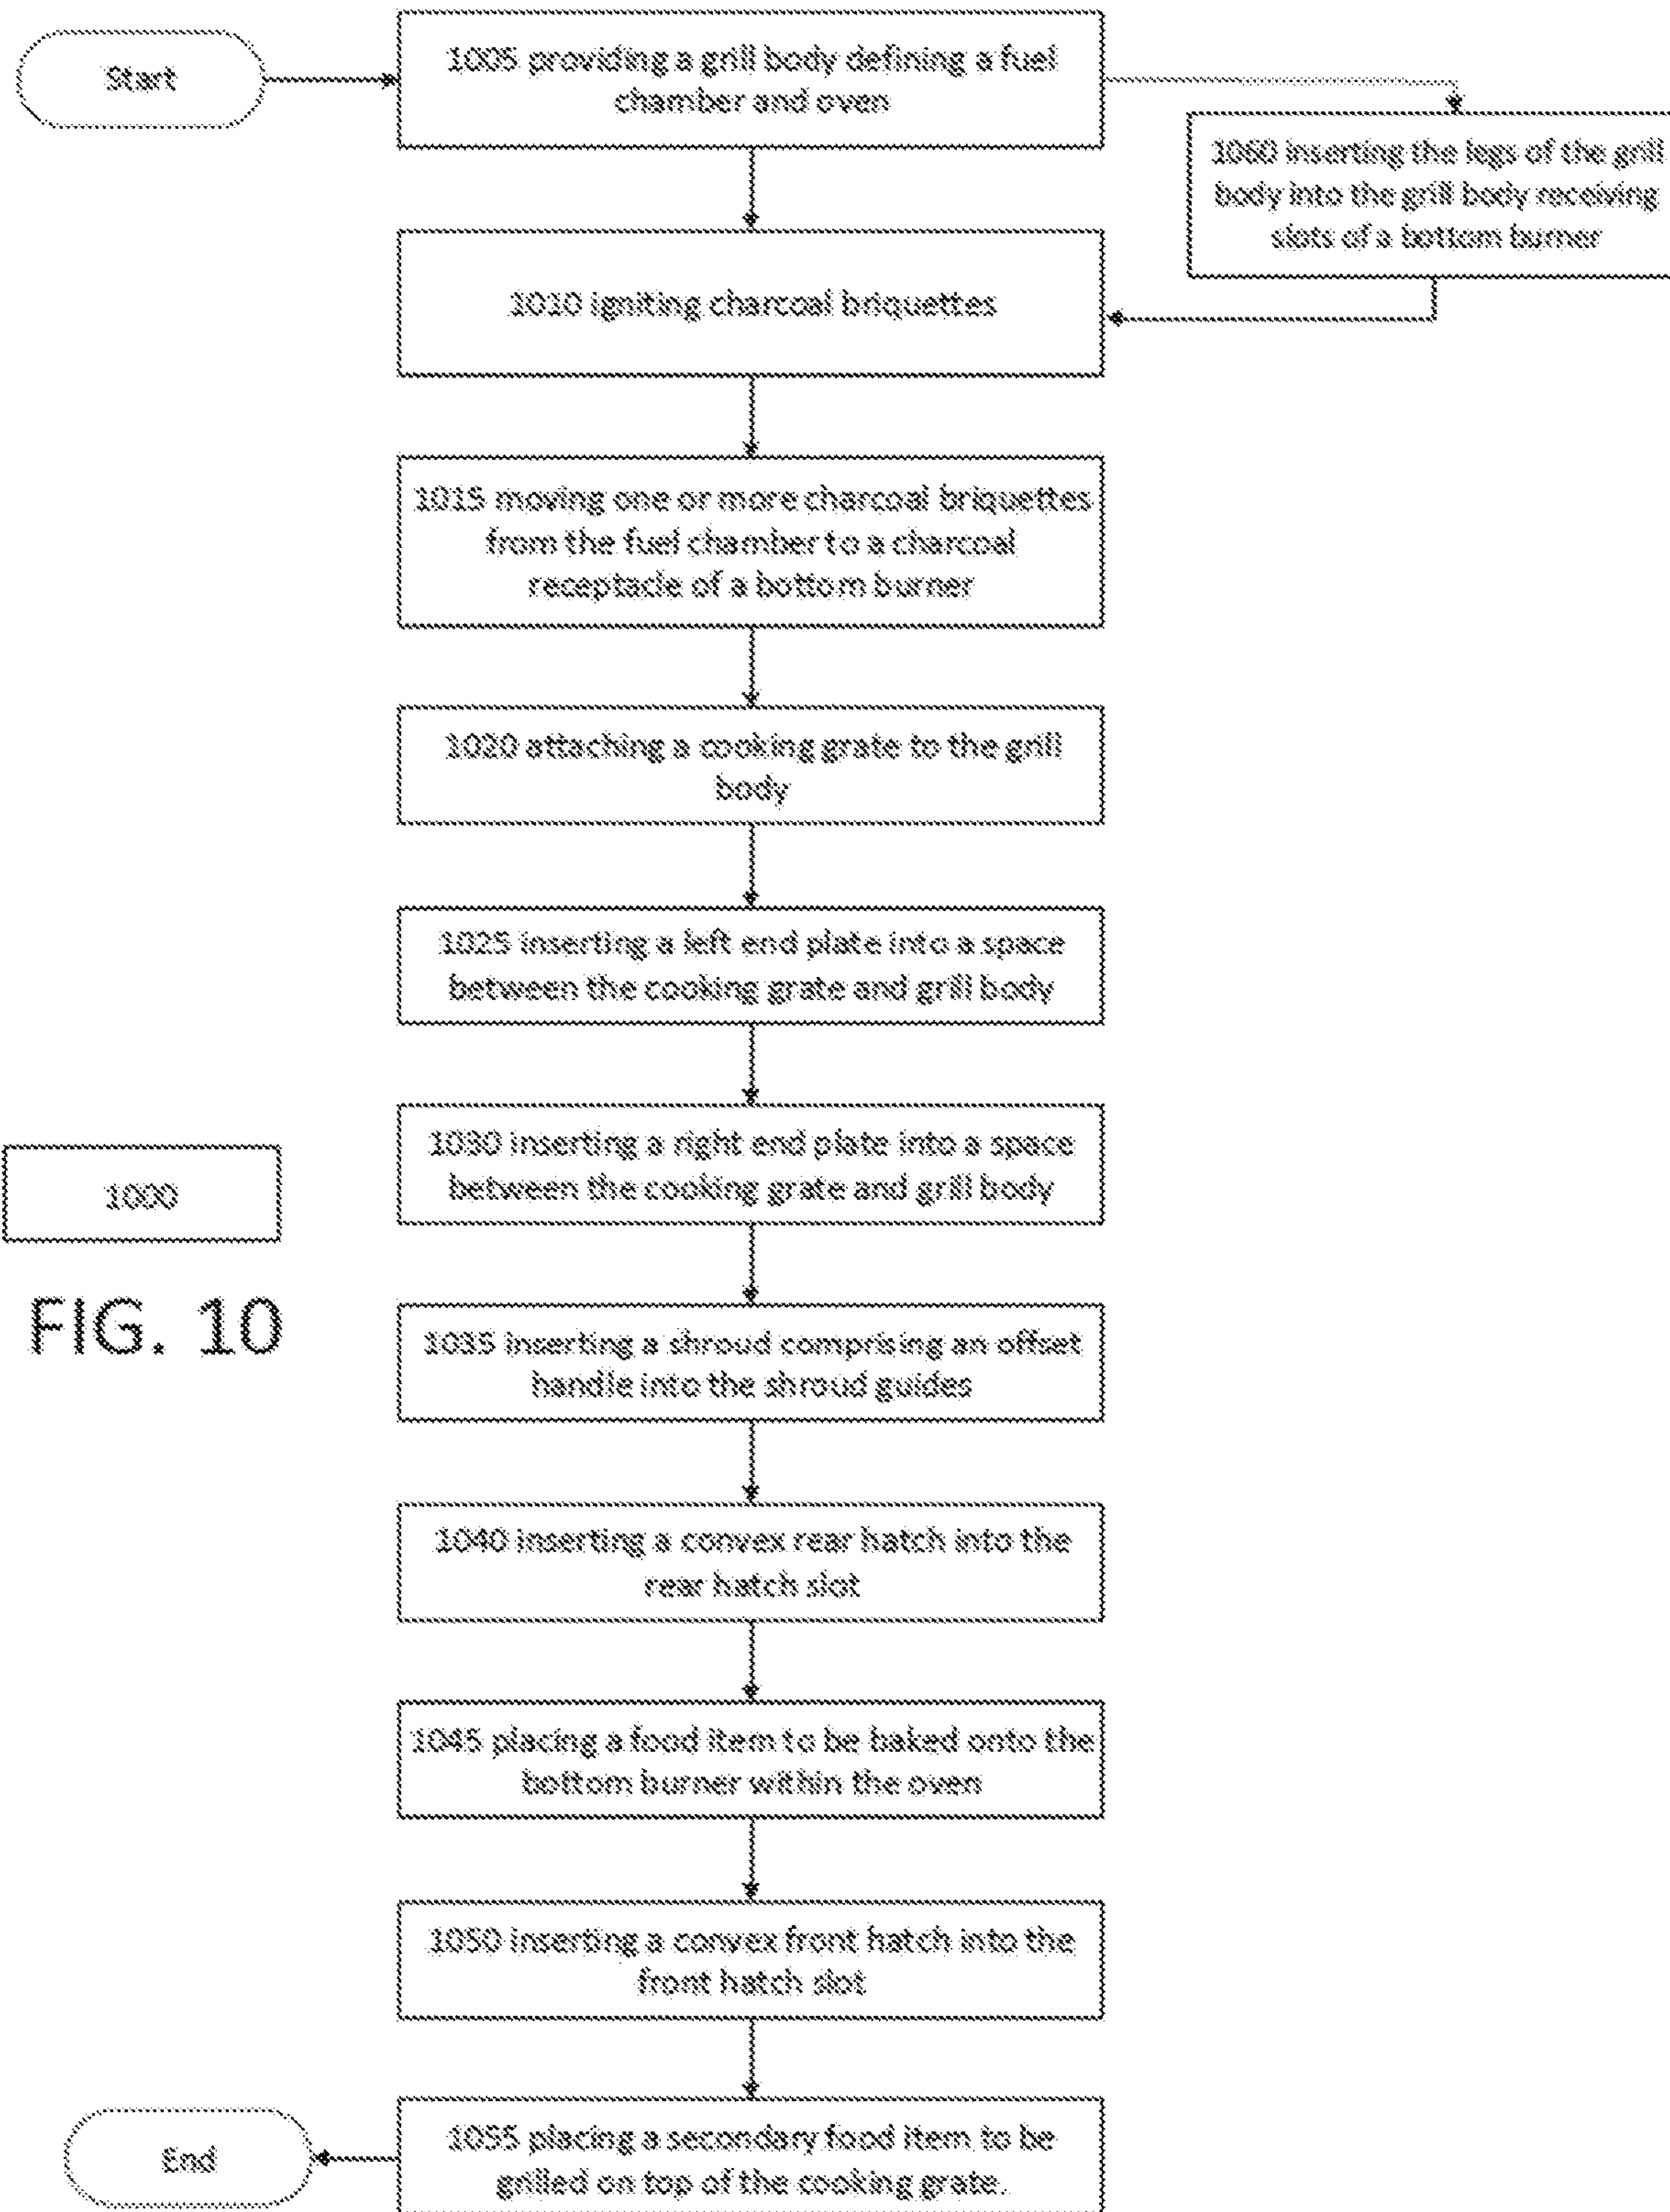 Start
1005 providing a grill body defining a fuel
chamber and oven
1060 inserting the legs of the grill
body into the grill body receiving
slots of a bottom burner
1010 igniting charcoal briquettes
1015 moving one or more charcoal briquettes
from the fuel chamber to a charcoal
receptacle of a bottom burner
1020 attaching a cooking grate to the grill
body
1025 inserting a left end plate into a space
between the cooking grate and grill body
1030 inserting a right end plate into a space
between the cooking grate and grill body
1000
FIG. 10
1035 inserting a shroud comprising an offset
handle into the shroud guides
1040 inserting a convex rear hatch into the
rear hatch slot
1045 placing a food item to be baked onto the
bottom burner within the oven
1050 inserting a convex front hatch into the
front hatch slot
1055 placing a secondary food item to be
grilled on top of the cooking grate.
End